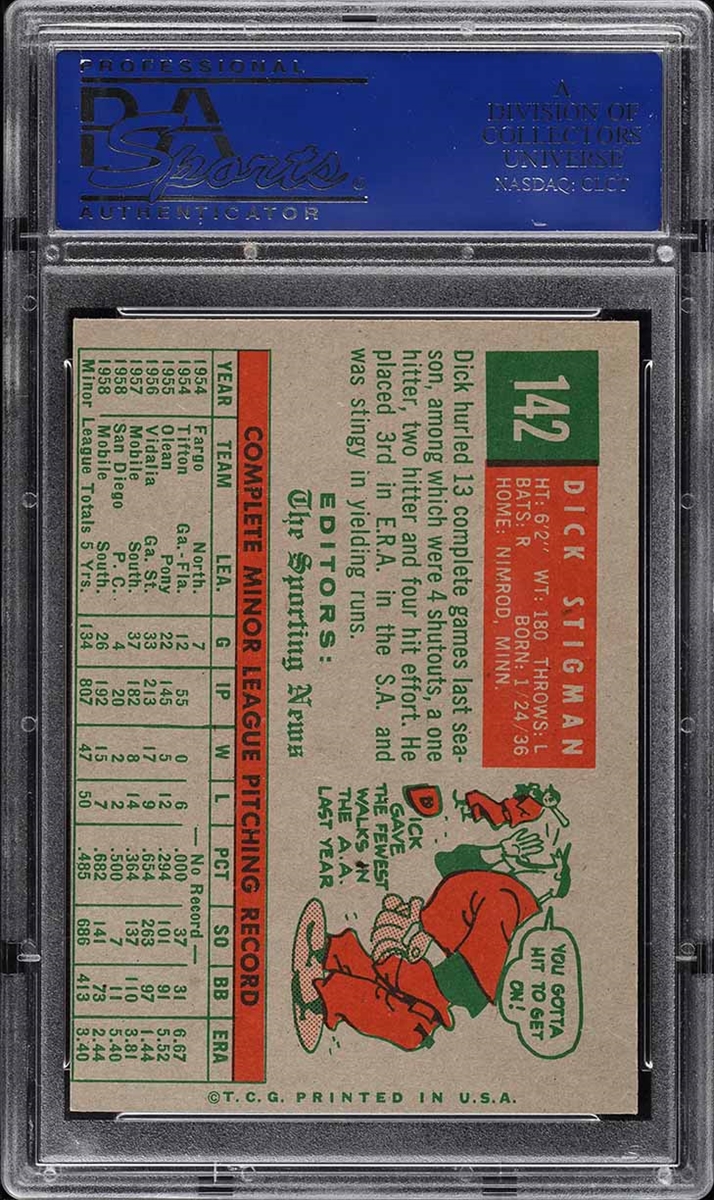 PROFESSIONAL
PSA
Sports
AUTHENTICATOR
A
DIVISION OF
COLLECTORS
UNIVERSE
NASDAQ: CLCT
142
DICK STIGMAN
HT: 6'2" WT: 180 THROWS: L
BATS: R BORN: 1/24/36
HOME: NIMROD, MINN.
Dick hurled 13 complete games last sea-
son, among which were 4 shutouts, a one
hitter, two hitter and four hit effort. He
placed 3rd in E.R.A. in the S.A. and
was stingy in yielding runs.
EDITORS:
The Sporting News
YOU GOTTA
HIT TO GET
ON!
DICK
GAVE
THE FEWEST
WALKS IN
THE A.A.
LAST YEAR
COMPLETE MINOR LEAGUE PITCHING RECORD
YEAR TEAM LEA. G IP W L PCT SO BB ERA
1954 Fargo North. 7 — No Record —
1954 Tifton Ga.-Fla. 12 55 0 6 .000 37 31 6.67
1955 Olean Pony 22 145 5 12 .294 101 91 5.52
1956 Vidalia Ga. St. 33 213 17 9 .654 263 97 1.44
1957 Mobile South. 37 182 8 14 .364 137 110 3.81
1958 San Diego P. C. 4 20 2 2 .500 7 11 5.40
1958 Mobile South. 26 192 15 7 .682 141 73 2.44
Minor League Totals 5 Yrs. 134 807 47 50 .485 686 413 3.40
©T.C.G. PRINTED IN U.S.A.